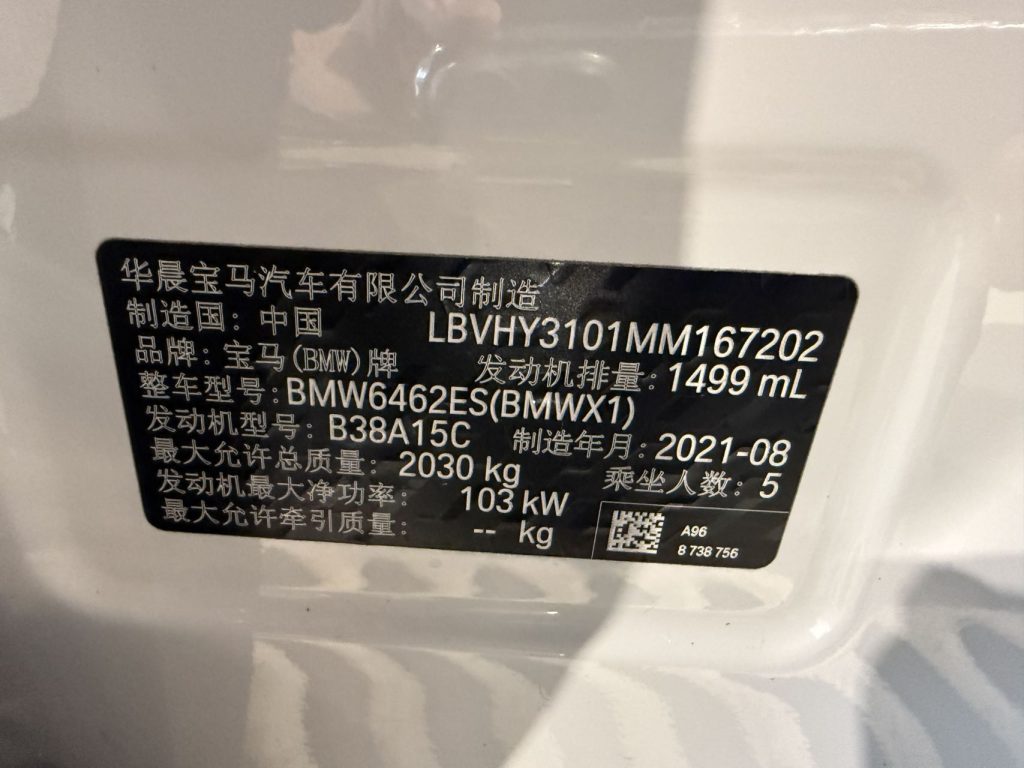 华晨宝马汽车有限公司制造
制造国：中国 LBVHY3101MM167202
品牌：宝马(BMW)牌 发动机排量：1499 mL
整车型号：BMW6462ES(BMWX1)
发动机型号：B38A15C 制造年月：2021-08
最大允许总质量：2030 kg 乘坐人数：5
发动机最大净功率：103 kW
最大允许牵引质量：-- kg
A96
8 738 756